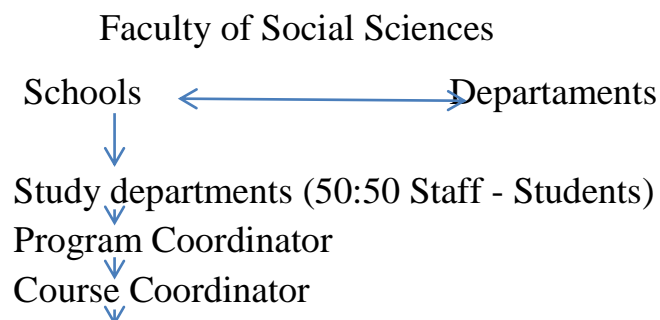 Faculty of Social Sciences
Schools Departaments
Study departments (50:50 Staff - Students)
Program Coordinator
Course Coordinator